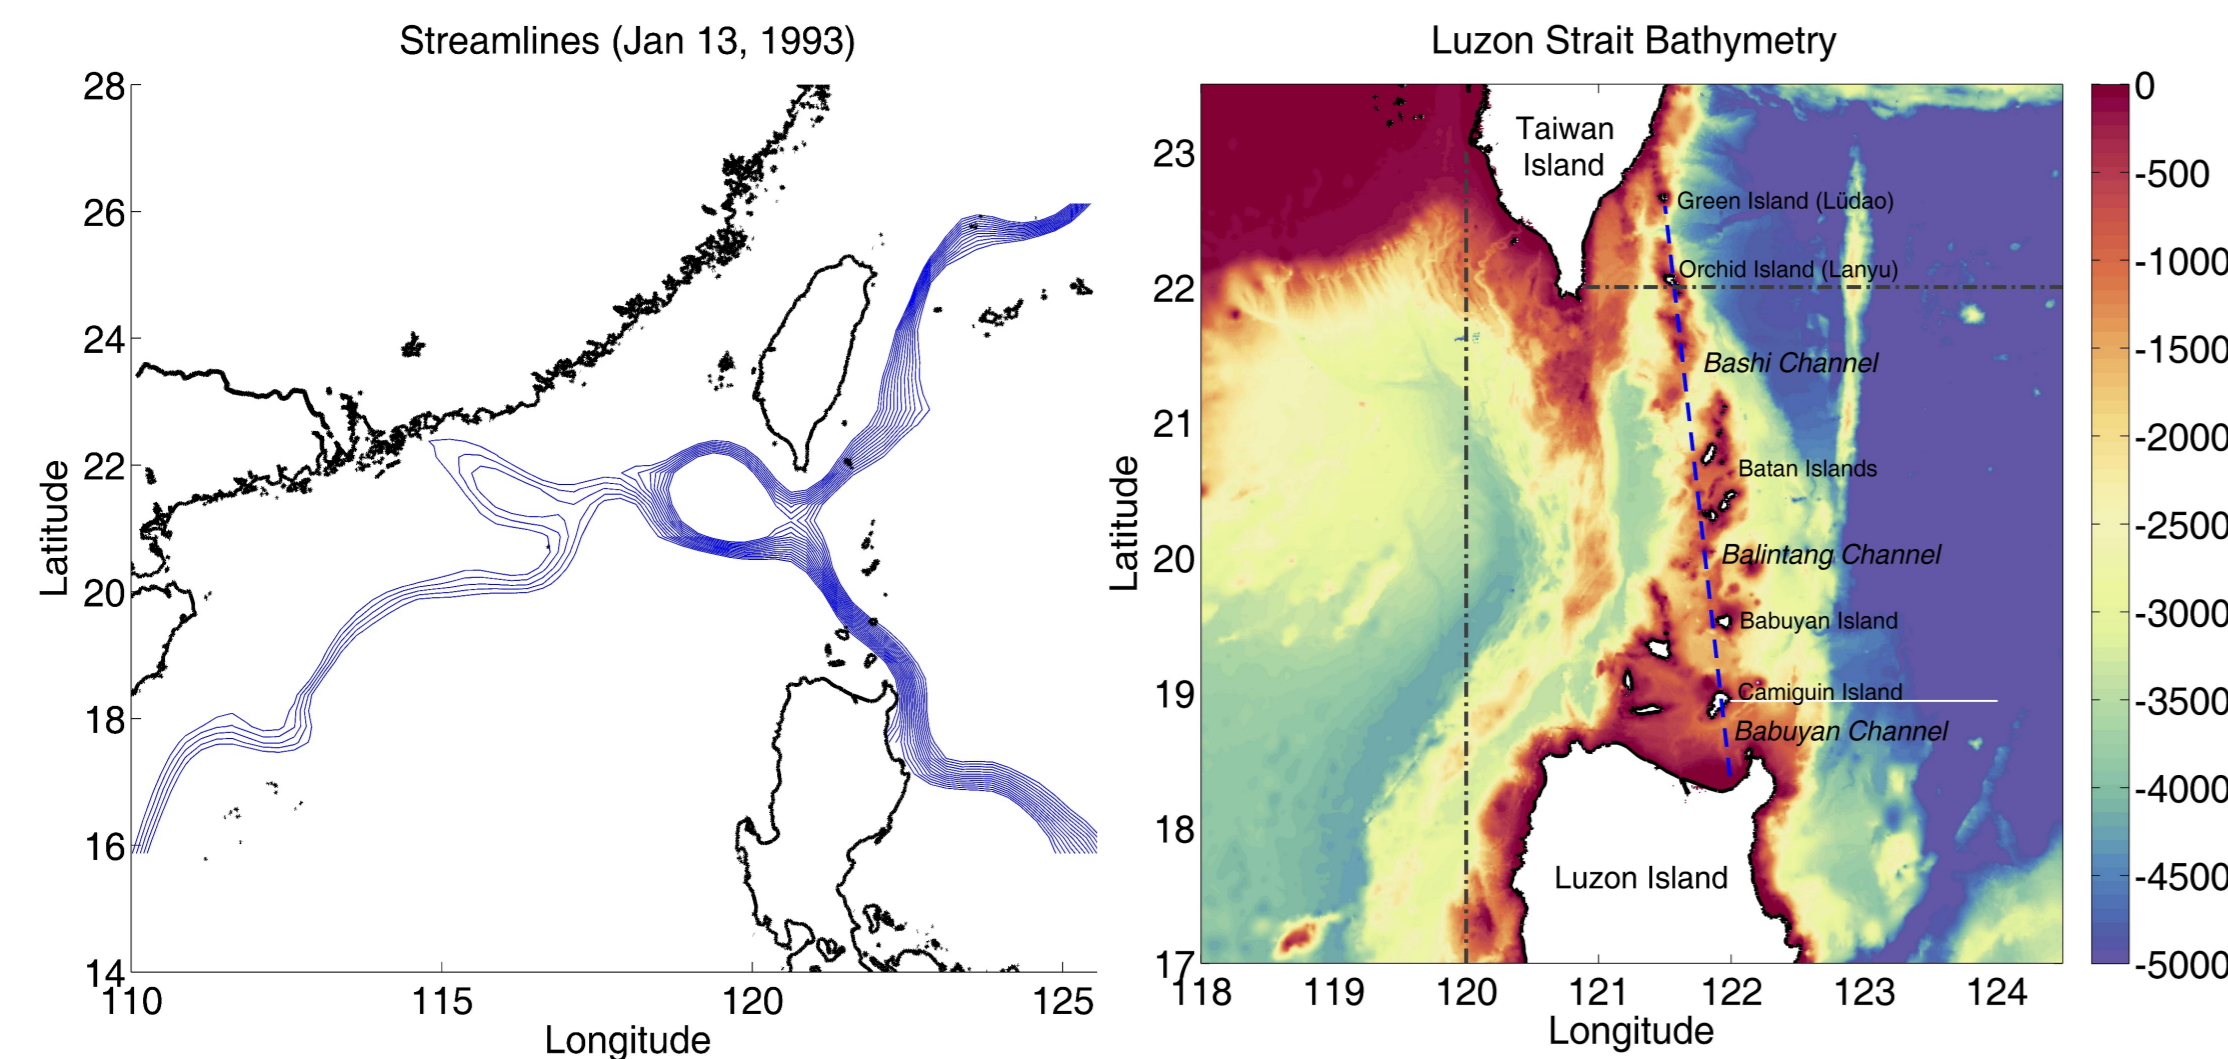 Streamlines (Jan 13, 1993)
28
26
24
22
20
18
16
14
Latitude
110
115
120
125
Longitude
Luzon Strait Bathymetry
23
22
21
20
19
18
17
Latitude
118
119
120
121
122
123
124
Longitude
Taiwan
Island
Green Island (Lüdao)
Orchid Island (Lanyu)
Bashi Channel
Batan Islands
Balintang Channel
Babuyan Island
Camiguin Island
Babuyan Channel
Luzon Island
0
-500
-1000
-1500
-2000
-2500
-3000
-3500
-4000
-4500
-5000